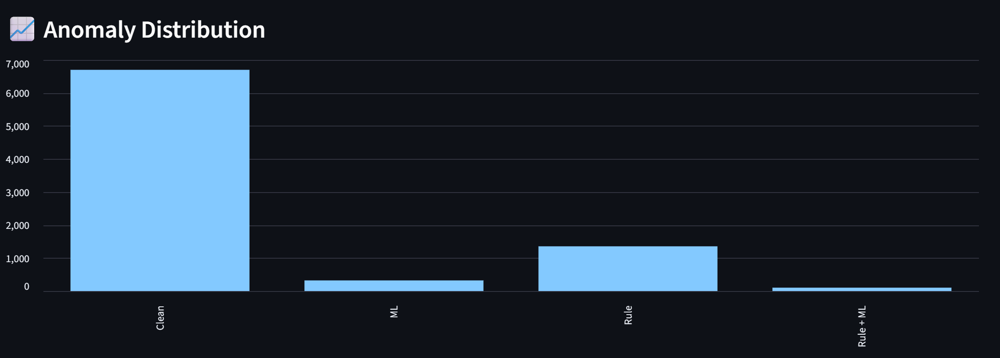 Anomaly Distribution
7,000
6,000
5,000
4,000
3,000
2,000
1,000
0
Clean
ML
Rule
Rule + ML